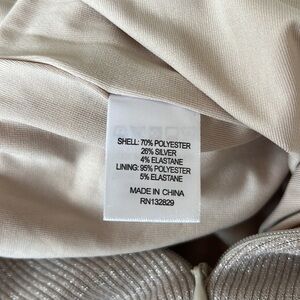 SHELL: 70% POLYESTER
26% SILVER
4% ELASTANE
LINING: 95% POLYESTER
5% ELASTANE
MADE IN CHINA
RN132829